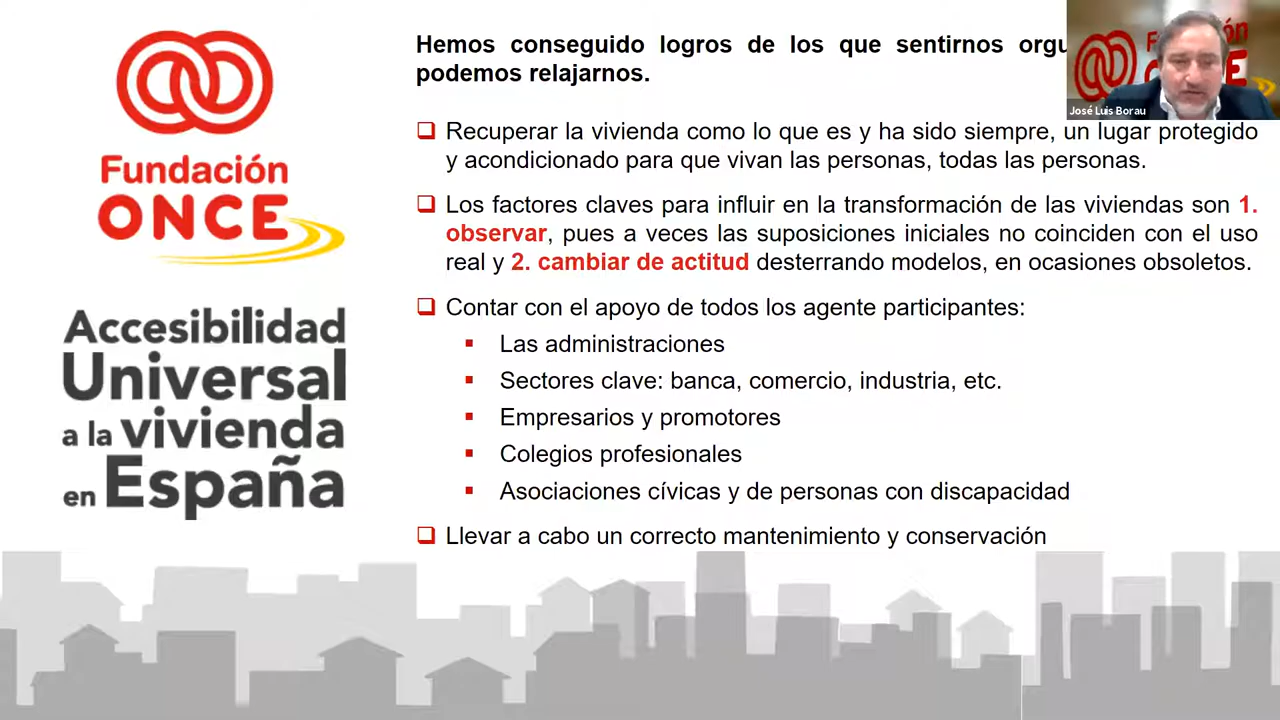 Fundación
ONCE
Accesibilidad
Universal
a la vivienda
en España
Hemos conseguido logros de los que sentirnos
podemos relajarnos.
José Luis Borau
❑ Recuperar la vivienda como lo que es y ha sido siempre, un lugar protegido
y acondicionado para que vivan las personas, todas las personas.
❑ Los factores claves para influir en la transformación de las viviendas son 1.
observar, pues a veces las suposiciones iniciales no coinciden con el uso
real y 2. cambiar de actitud desterrando modelos, en ocasiones obsoletos.
❑ Contar con el apoyo de todos los agente participantes:
▪ Las administraciones
▪ Sectores clave: banca, comercio, industria, etc.
▪ Empresarios y promotores
▪ Colegios profesionales
▪ Asociaciones cívicas y de personas con discapacidad
❑ Llevar a cabo un correcto mantenimiento y conservación